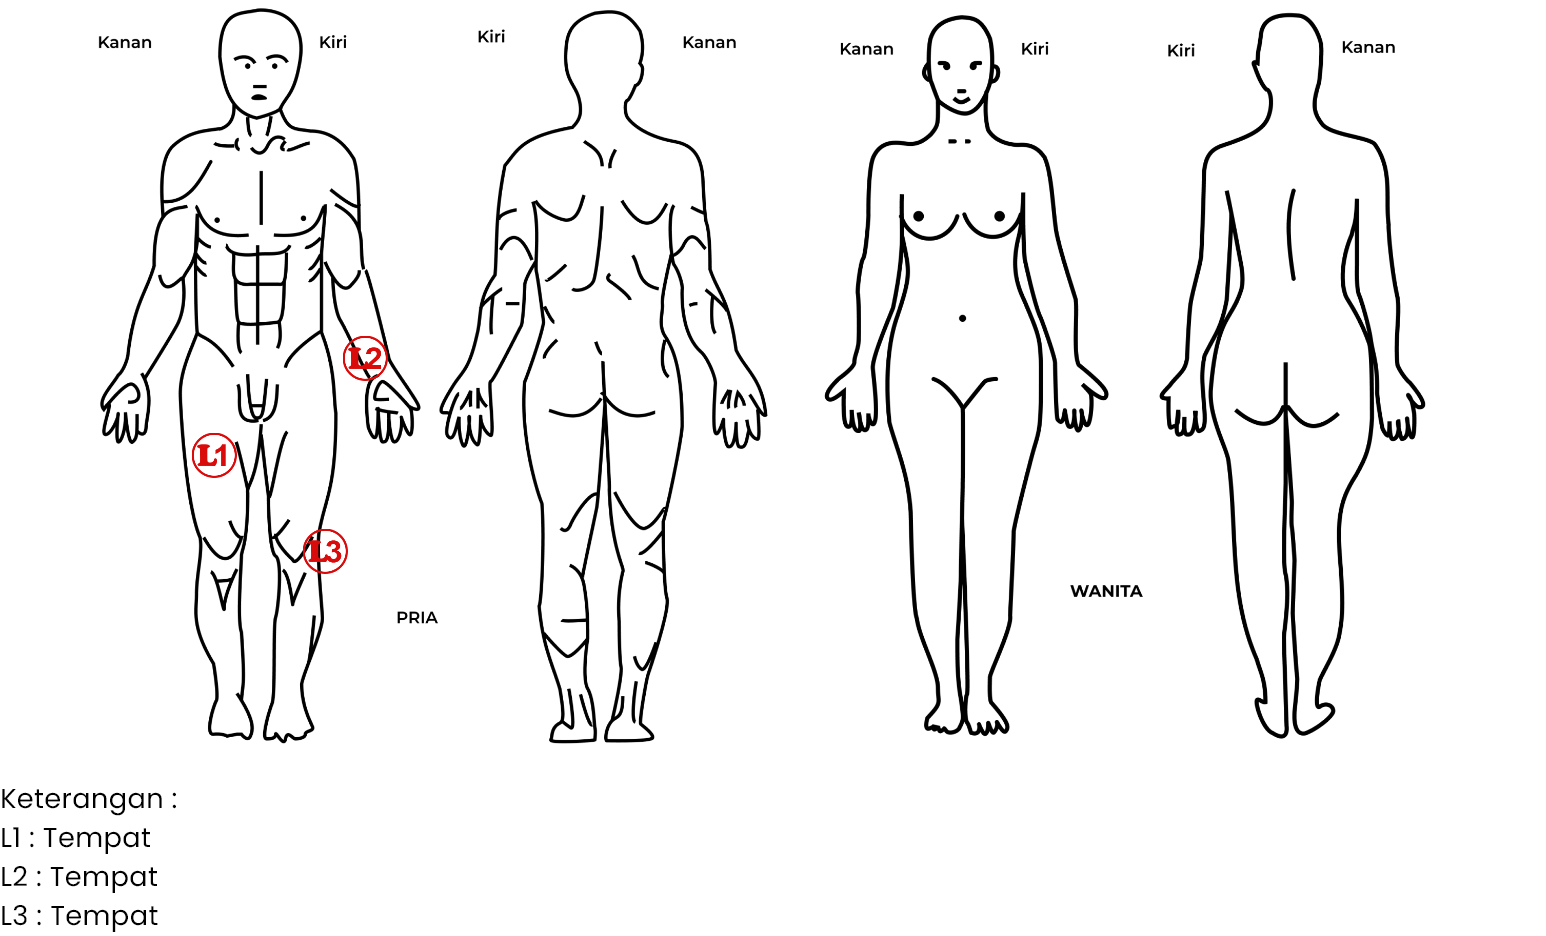 Kanan
Kiri
Kiri
Kanan
Kanan
Kiri
Kiri
Kanan
L2
L1
L3
PRIA
WANITA
Keterangan :
L1 : Tempat
L2 : Tempat
L3 : Tempat